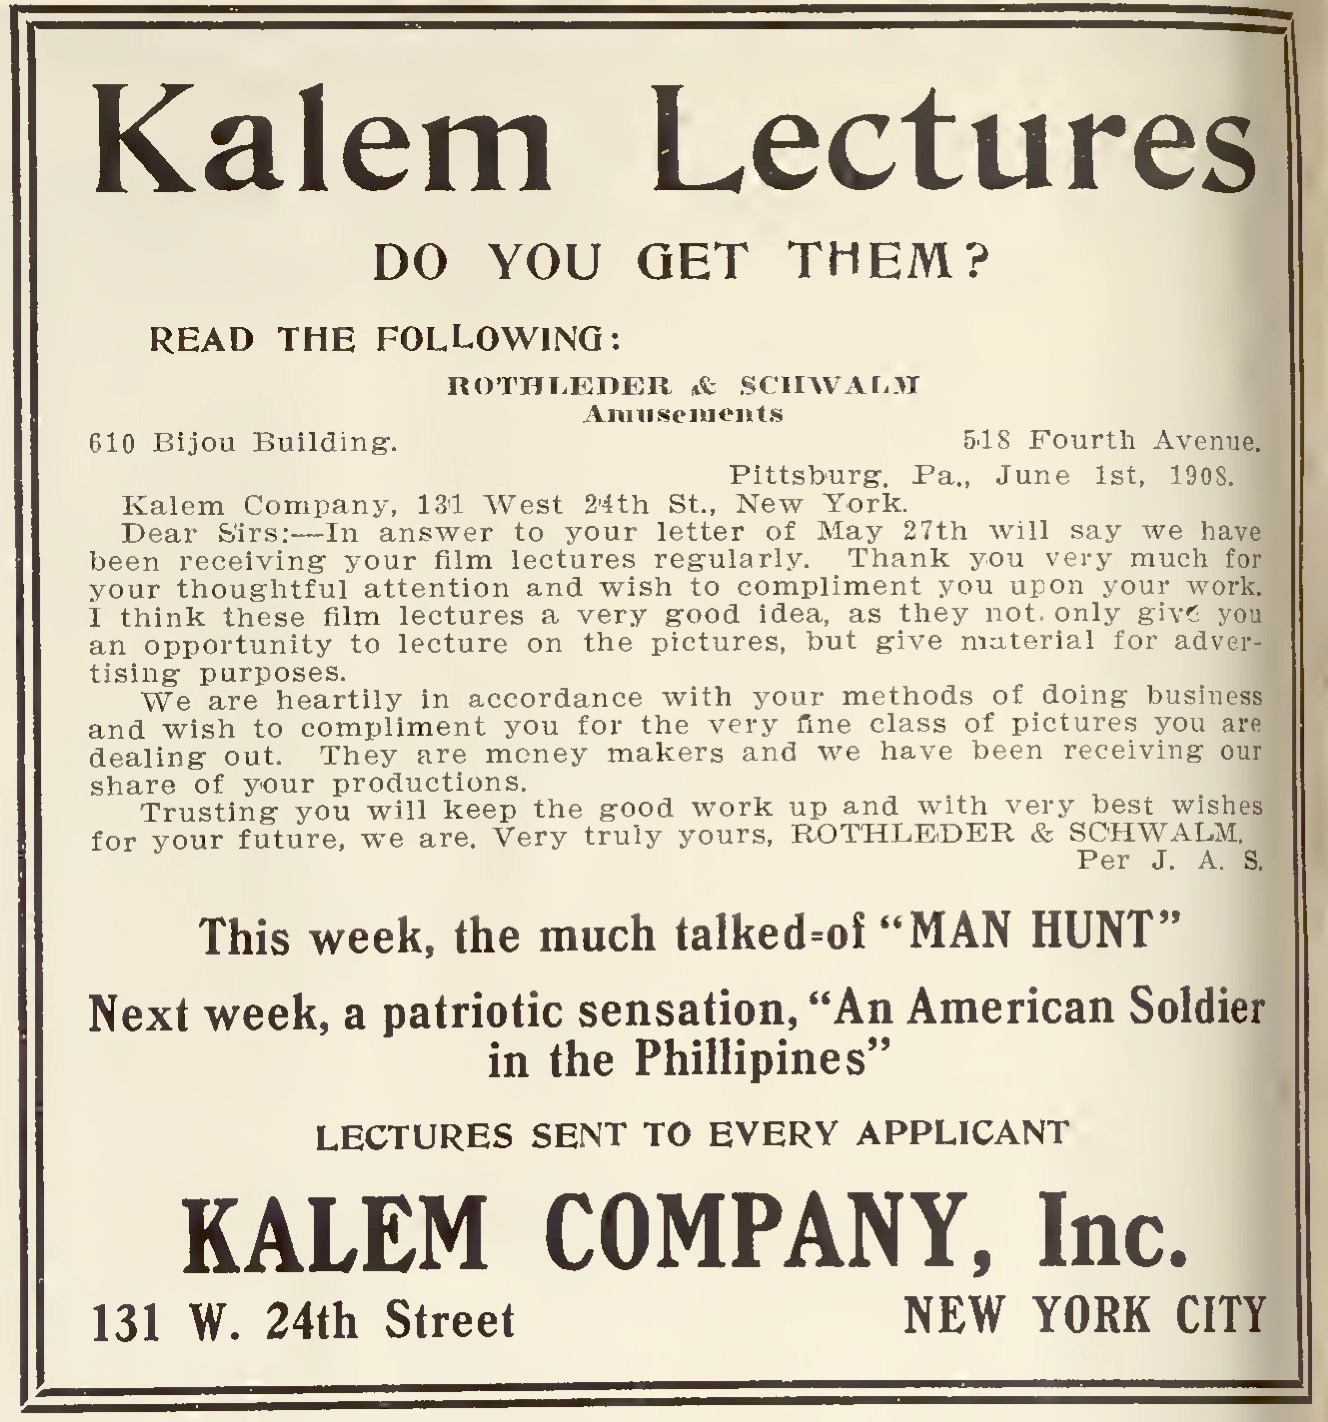 Kalem Lectures
DO YOU GET THEM?
READ THE FOLLOWING:
ROTHLEDER & SCHWALM
Amusements
610 Bijou Building. 518 Fourth Avenue.
Pittsburg, Pa., June 1st, 1908.
Kalem Company, 131 West 24th St., New York.
Dear Sirs:—In answer to your letter of May 27th will say we have
been receiving your film lectures regularly. Thank you very much for
your thoughtful attention and wish to compliment you upon your work.
I think these film lectures a very good idea, as they not only give you
an opportunity to lecture on the pictures, but give material for adver-
tising purposes.
We are heartily in accordance with your methods of doing business
and wish to compliment you for the very fine class of pictures you are
dealing out. They are money makers and we have been receiving our
share of your productions.
Trusting you will keep the good work up and with very best wishes
for your future, we are. Very truly yours, ROTHLEDER & SCHWALM,
Per J. A. S.
This week, the much talked=of “MAN HUNT”
Next week, a patriotic sensation, “An American Soldier
in the Phillipines”
LECTURES SENT TO EVERY APPLICANT
KALEM COMPANY, Inc.
131 W. 24th Street NEW YORK CITY